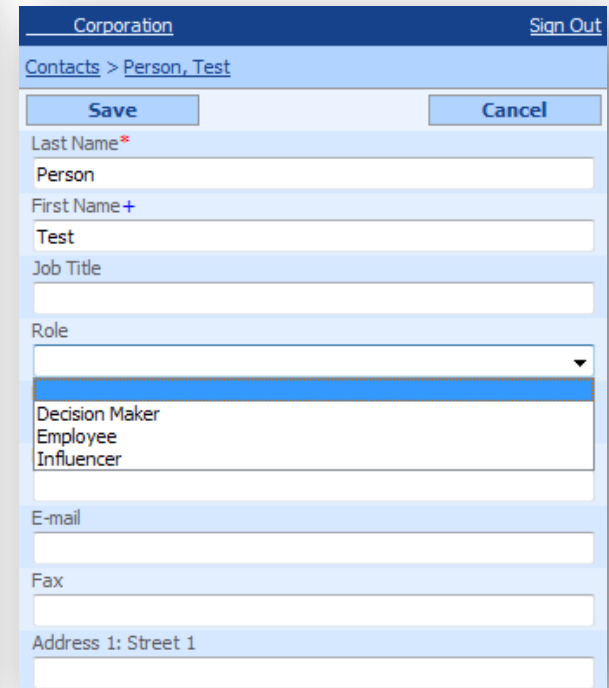 Corporation Sign Out
Contacts > Person, Test
Save Cancel
Last Name*
Person
First Name+
Test
Job Title
Role
Decision Maker
Employee
Influencer
E-mail
Fax
Address 1: Street 1